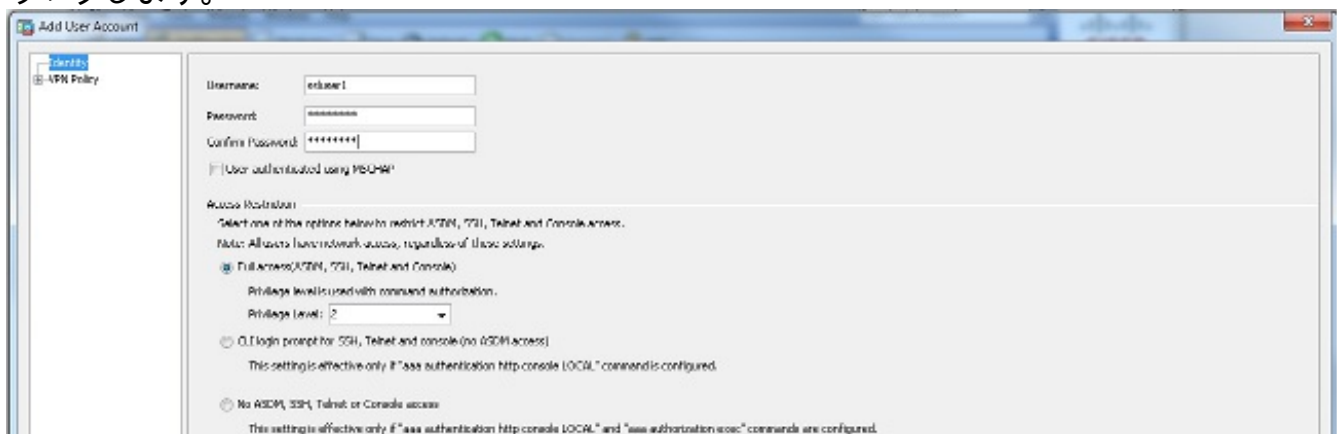 Add User Account
Identity
VPN Policy
Username:
Password: ********
Confirm Password: ********
User authenticated using MSCHAP
Access Restriction
Select one of the options below to restrict ASDM, SSH, Telnet and Console access.
Note: All users have network access, regardless of these settings.
Full access(ASDM, SSH, Telnet and Console)
Privilege level is used with command authorization.
Privilege Level: 2
CLI login prompt for SSH, Telnet and console (no ASDM access)
This setting is effective only if "aaa authentication http console LOCAL" command is configured.
No ASDM, SSH, Telnet or Console access
This setting is effective only if "aaa authentication http console LOCAL" and "aaa authorization exec" commands are configured.